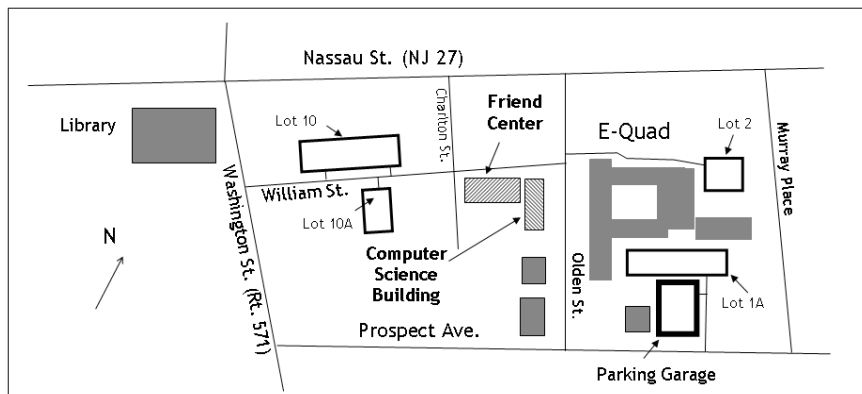 Nassau St. (NJ 27)
Library
Lot 10
Charlton St.
Friend
Center
E-Quad
Lot 2
Murray Place
Washington St. (Rt. 571)
William St.
Lot 10A
N
Computer
Science
Building
Olden St.
Lot 1A
Prospect Ave.
Parking Garage